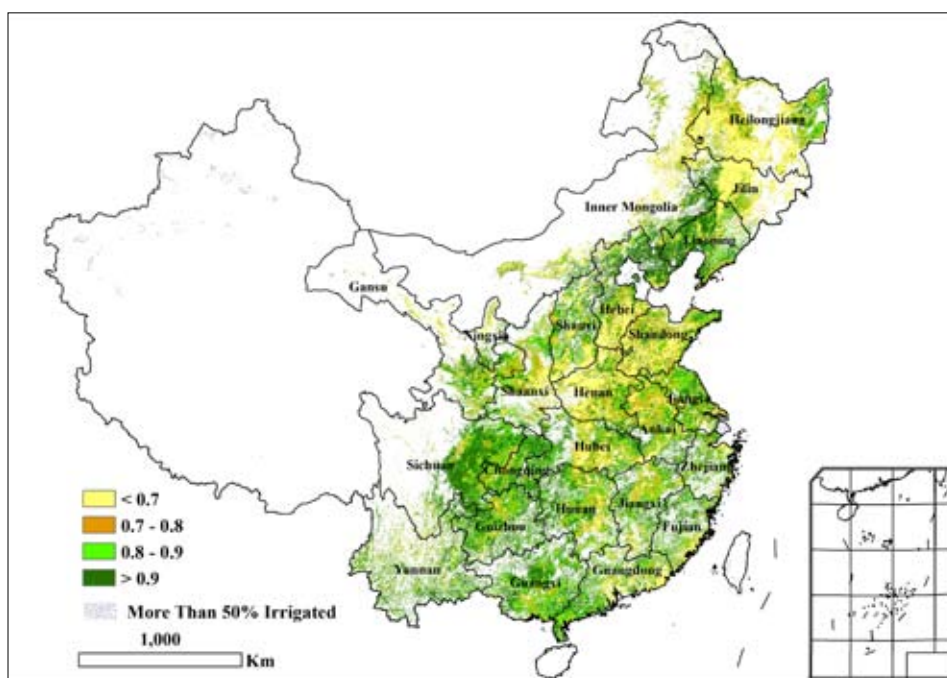 Heilongjiang
Jilin
Inner Mongolia
Liaoning
Gansu
Hebei
Ningxia
Shanxi
Shandong
Shaanxi
Henan
Jiangsu
Anhui
Hubei
Sichuan
Chongqing
Zhejiang
Hunan
Jiangxi
Guizhou
Fujian
Yunnan
Guangxi
Guangdong
< 0.7
0.7 - 0.8
0.8 - 0.9
> 0.9
More Than 50% Irrigated
1,000
Km